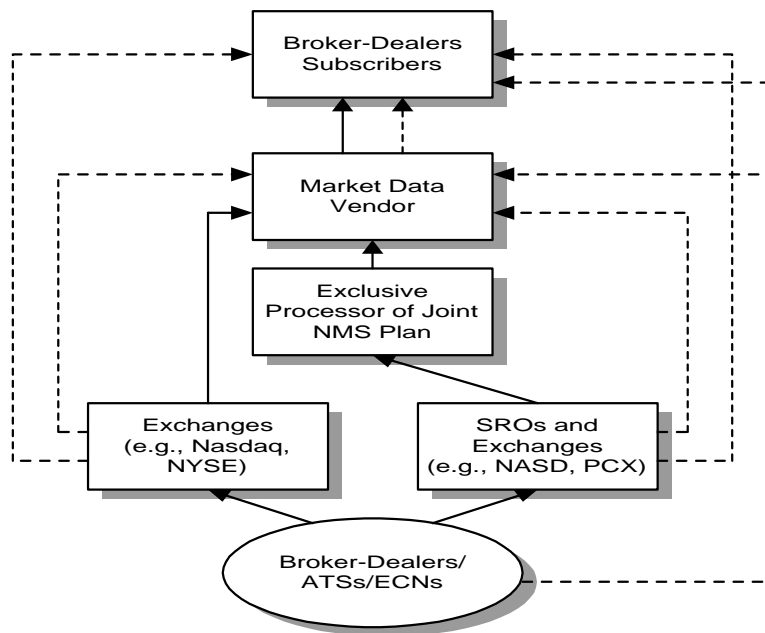 Broker-Dealers
Subscribers
Market Data
Vendor
Exclusive
Processor of Joint
NMS Plan
Exchanges
(e.g., Nasdaq,
NYSE)
SROs and
Exchanges
(e.g., NASD, PCX)
Broker-Dealers/
ATSs/ECNs